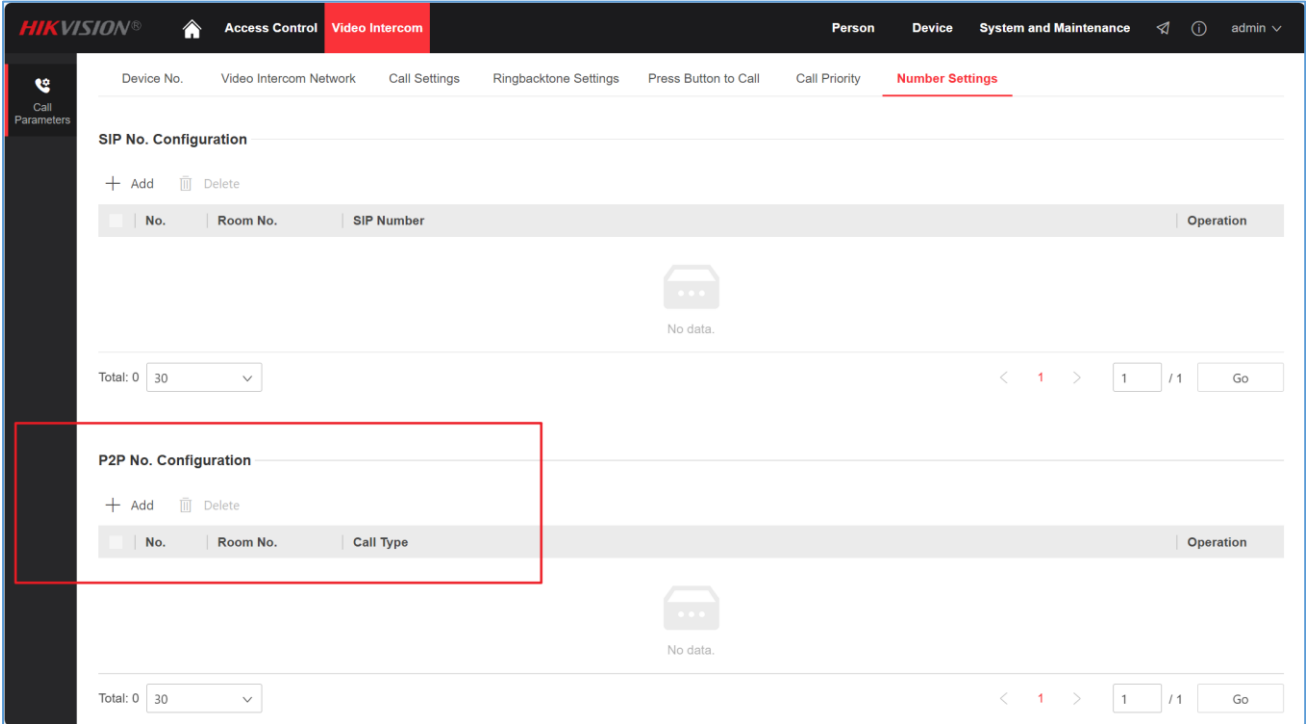 HIKVISION® Access Control Video Intercom Person Device System and Maintenance admin
Device No. Video Intercom Network Call Settings Ringbacktone Settings Press Button to Call Call Priority Number Settings
Call
Parameters
SIP No. Configuration
Add Delete
No. Room No. SIP Number Operation
No data.
Total: 0 30 < 1 > 1 / 1 Go
P2P No. Configuration
Add Delete
No. Room No. Call Type Operation
No data.
Total: 0 30 < 1 > 1 / 1 Go